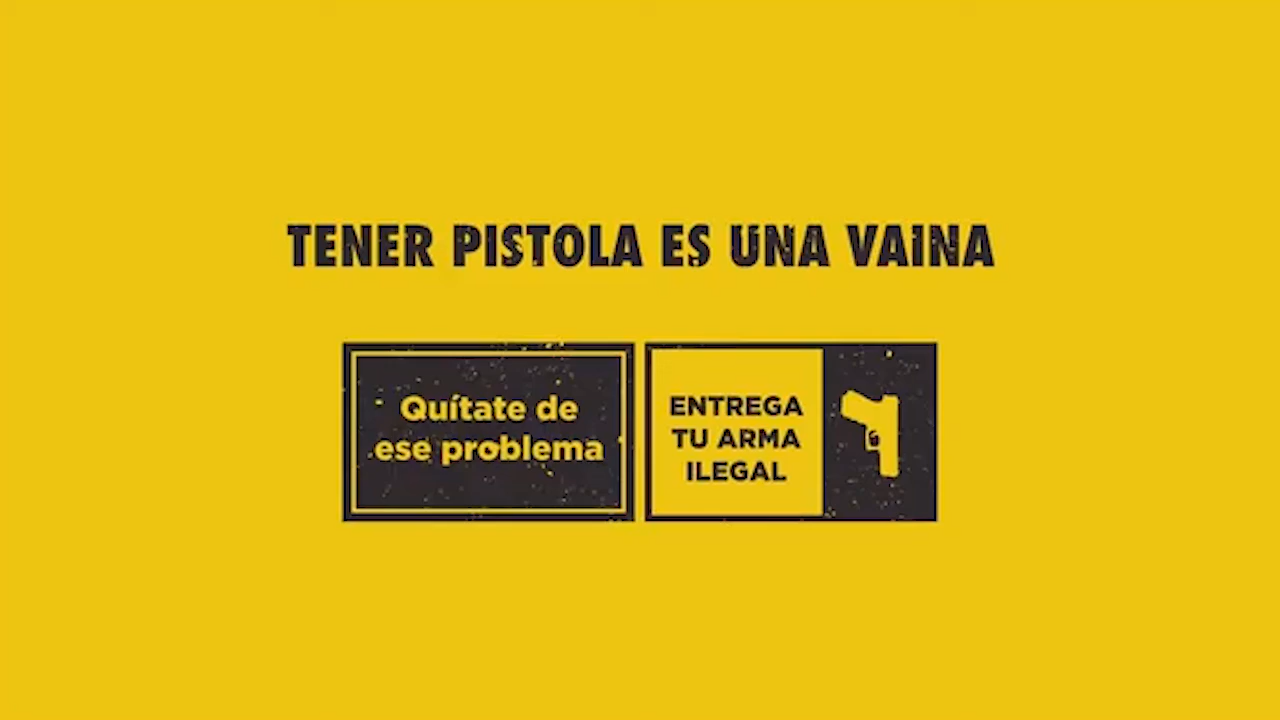 TENER PISTOLA ES UNA VAINA
Quítate de
ese problema
ENTREGA
TU ARMA
ILEGAL